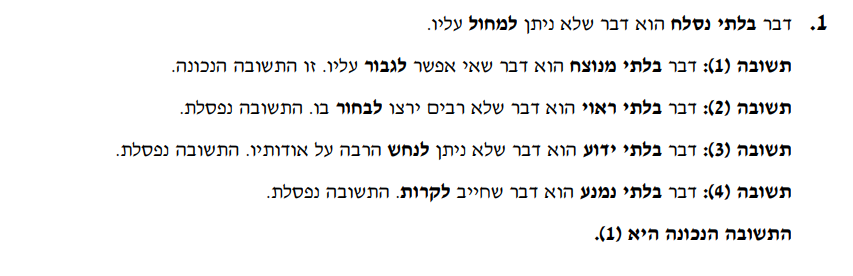 1. דבר בלתי נסלח הוא דבר שלא ניתן למחול עליו.
תשובה (1): דבר בלתי מנוצח הוא דבר שאי אפשר לגבור עליו. זו התשובה הנכונה.
תשובה (2): דבר בלתי ראוי הוא דבר שלא רבים ירצו לבחור בו. התשובה נפסלת.
תשובה (3): דבר בלתי ידוע הוא דבר שלא ניתן לנחש הרבה על אודותיו. התשובה נפסלת.
תשובה (4): דבר בלתי נמנע הוא דבר שחייב לקרות. התשובה נפסלת.
התשובה הנכונה היא (1).